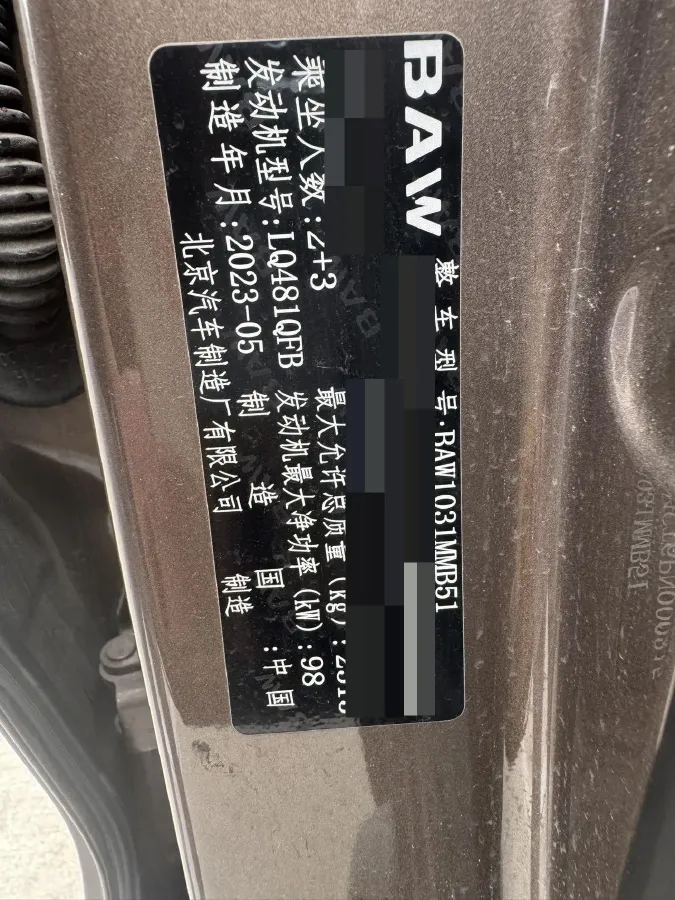 BAW
整车型号:BAW1031MMB51
乘坐人数:2+3
最大允许总质量(kg):
发动机型号:LQ481QFB
发动机最大净功率(kW):98
制造年月:2023-05
制造国:中国
北京汽车制造厂有限公司 制造